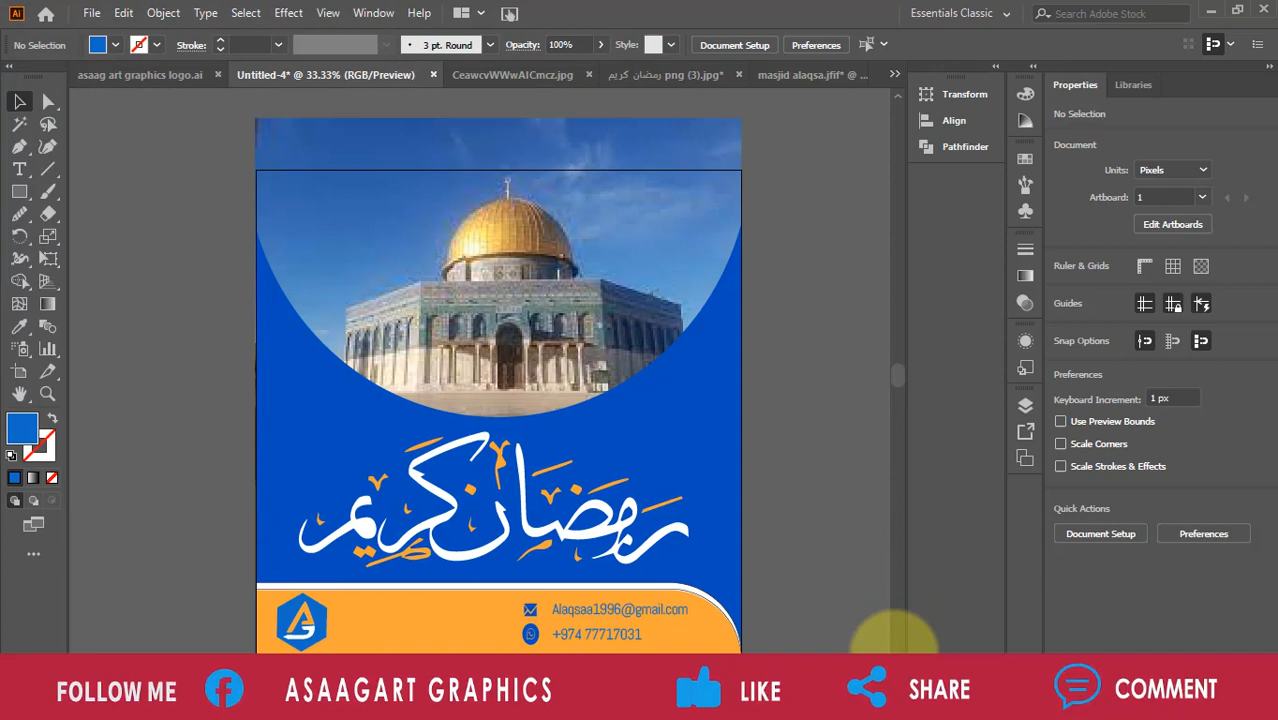 File Edit Object Type Select Effect View Window Help
Essentials Classic
Search Adobe Stock
No Selection
Stroke:
3 pt. Round
Opacity: 100%
Style:
Document Setup
Preferences
asaag art graphics logo.ai
Untitled-4* @ 33.33% (RGB/Preview)
CeawcvWWwAICmcz.jpg
رمضان كريم png (3).jpg*
masjid alaqsa.jfif* @ ...
Transform
Align
Pathfinder
Properties
Libraries
No Selection
Document
Units: Pixels
Artboard: 1
Edit Artboards
Ruler & Grids
Guides
Snap Options
Preferences
Keyboard Increment: 1 px
Use Preview Bounds
Scale Corners
Scale Strokes & Effects
Quick Actions
Document Setup
Preferences
رمضان كريم
Alaqsaa1996@gmail.com
+974 77717031
FOLLOW ME
ASAAGART GRAPHICS
LIKE
SHARE
COMMENT